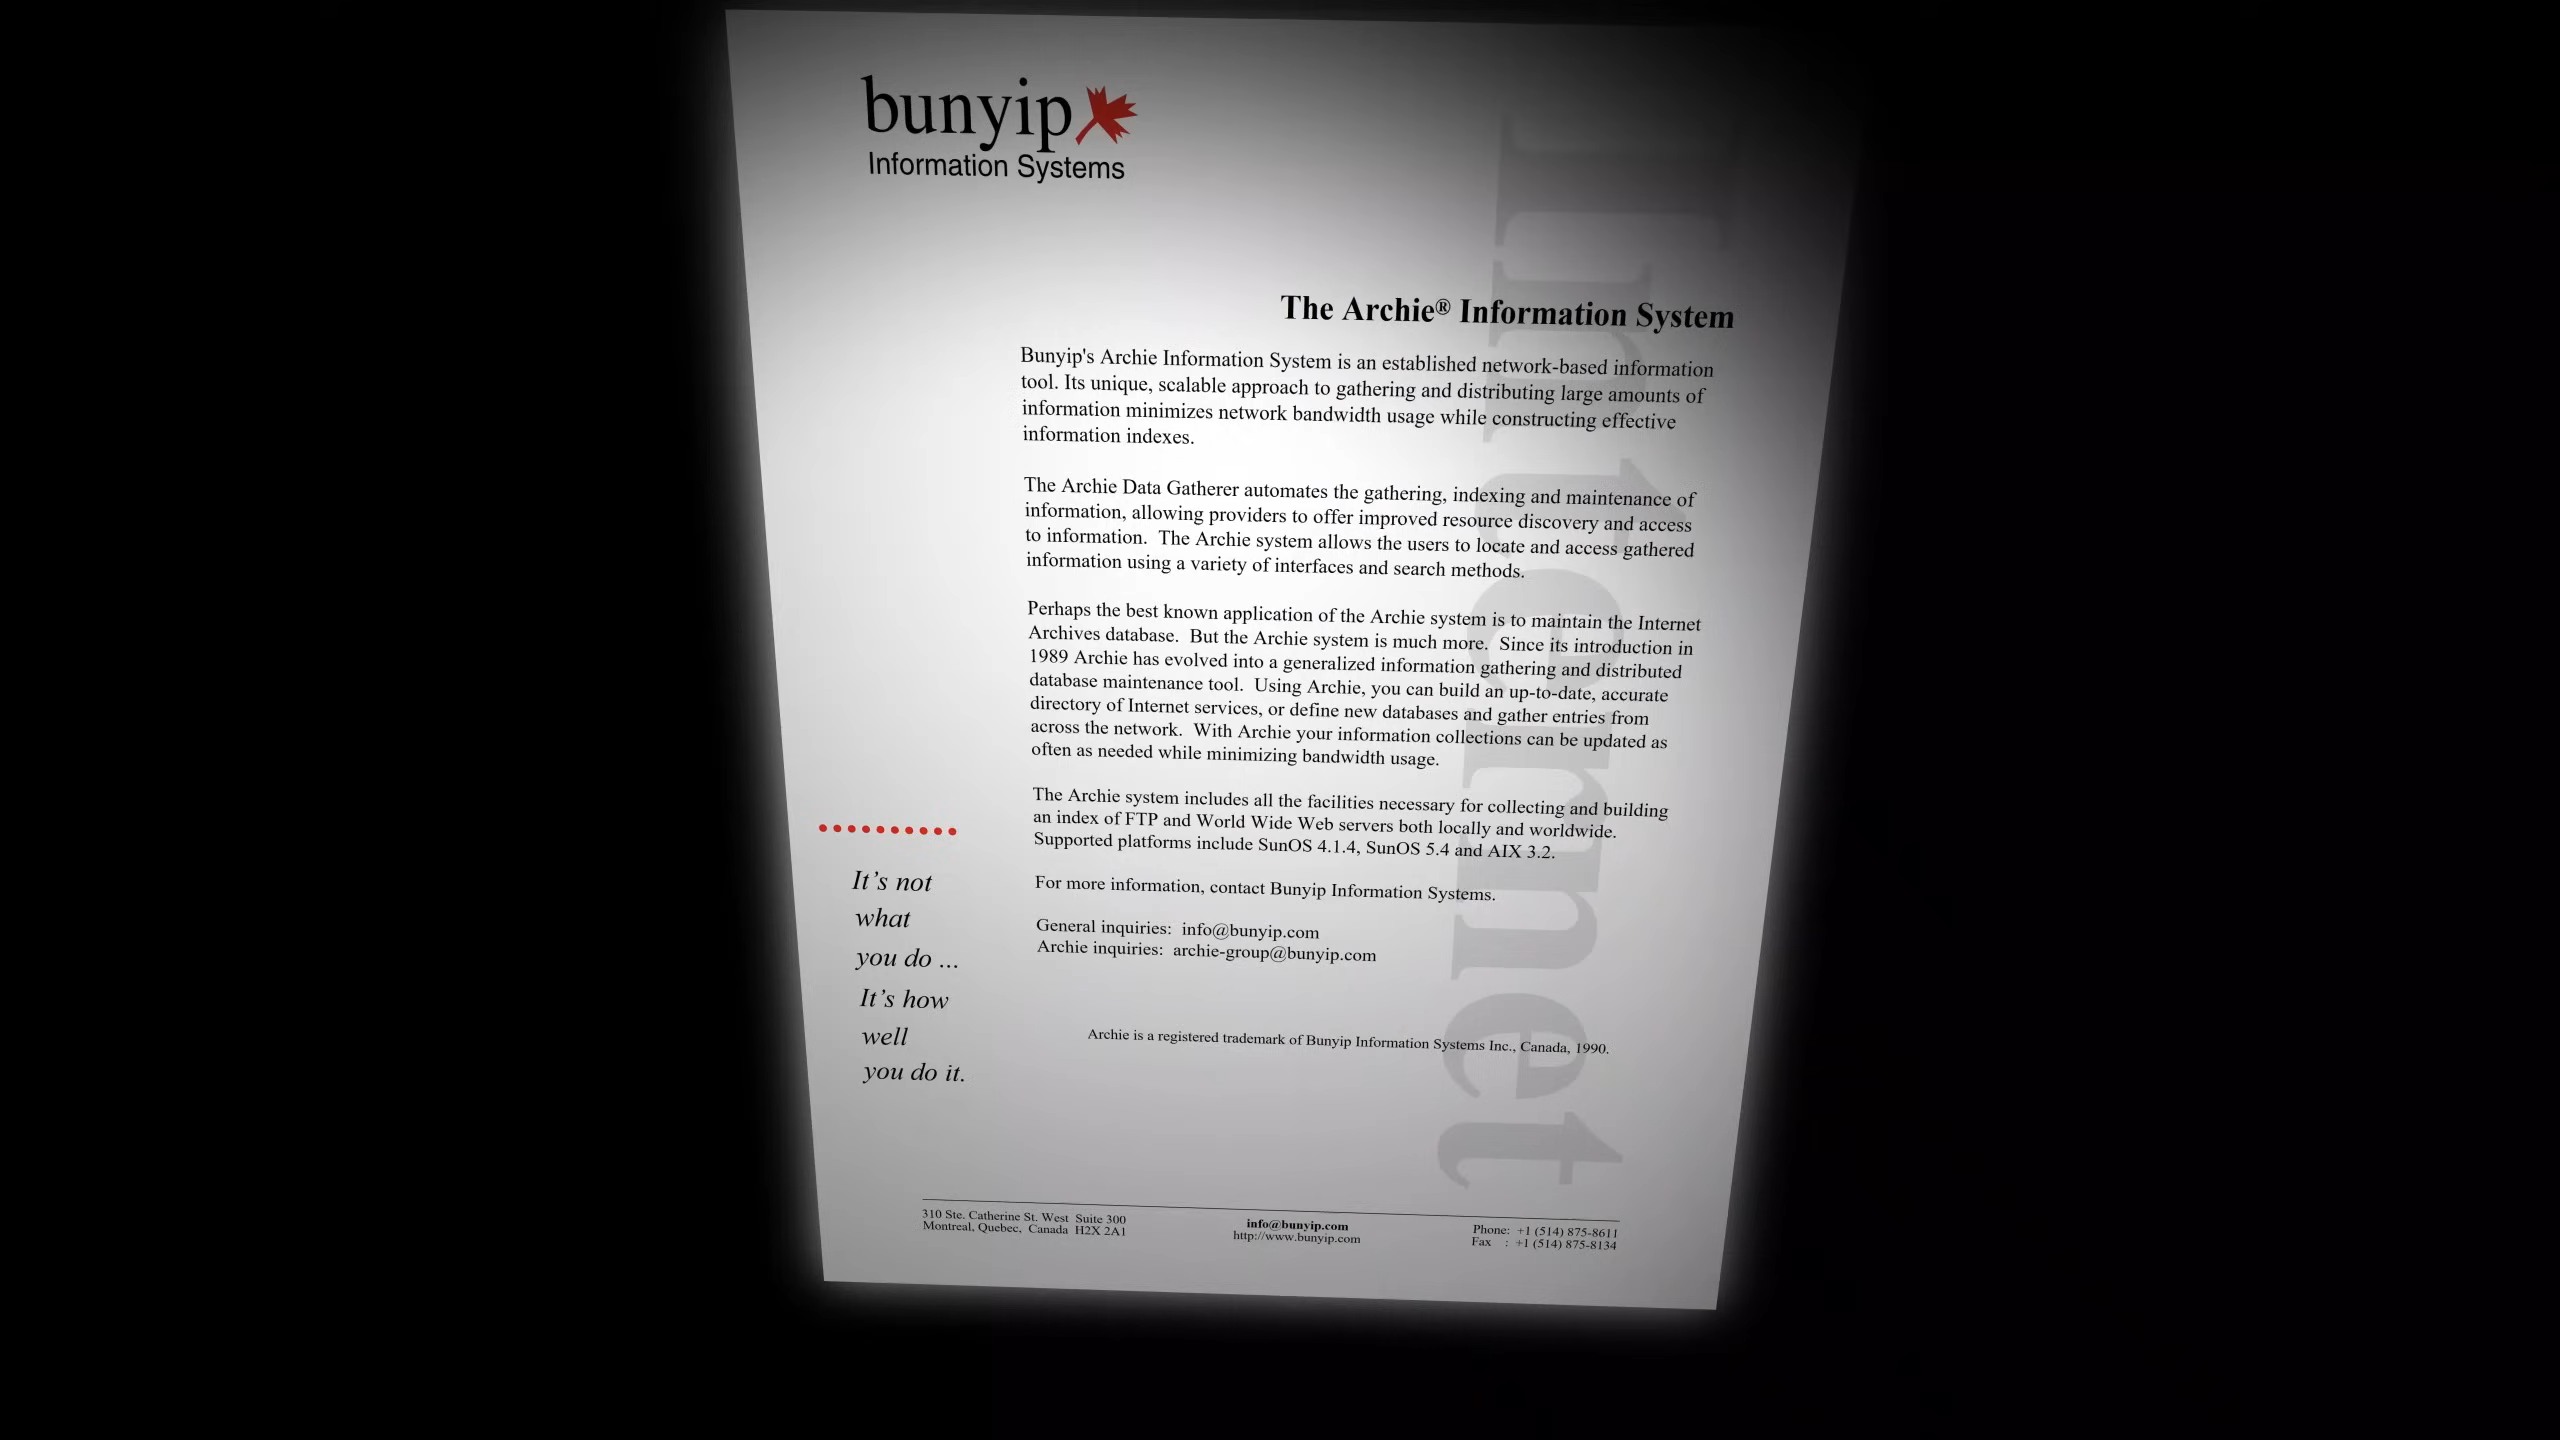 bunyip
Information Systems
The Archie® Information System
Bunyip's Archie Information System is an established network-based information
tool. Its unique, scalable approach to gathering and distributing large amounts of
information minimizes network bandwidth usage while constructing effective
information indexes.
The Archie Data Gatherer automates the gathering, indexing and maintenance of
information, allowing providers to offer improved resource discovery and access
to information.  The Archie system allows the users to locate and access gathered
information using a variety of interfaces and search methods.
Perhaps the best known application of the Archie system is to maintain the Internet
Archives database.  But the Archie system is much more.  Since its introduction in
1989 Archie has evolved into a generalized information gathering and distributed
database maintenance tool.  Using Archie, you can build an up-to-date, accurate
directory of Internet services, or define new databases and gather entries from
across the network.  With Archie your information collections can be updated as
often as needed while minimizing bandwidth usage.
The Archie system includes all the facilities necessary for collecting and building
an index of FTP and World Wide Web servers both locally and worldwide.
Supported platforms include SunOS 4.1.4, SunOS 5.4 and AIX 3.2.
For more information, contact Bunyip Information Systems.
General inquiries:  info@bunyip.com
Archie inquiries:  archie-group@bunyip.com
Archie is a registered trademark of Bunyip Information Systems Inc., Canada, 1990.
It's not
what
you do ...
It's how
well
you do it.
Internet
310 Ste. Catherine St. West  Suite 300
Montreal, Quebec,  Canada  H2X 2A1
info@bunyip.com
http://www.bunyip.com
Phone:  +1 (514) 875-8611
Fax   :  +1 (514) 875-8134